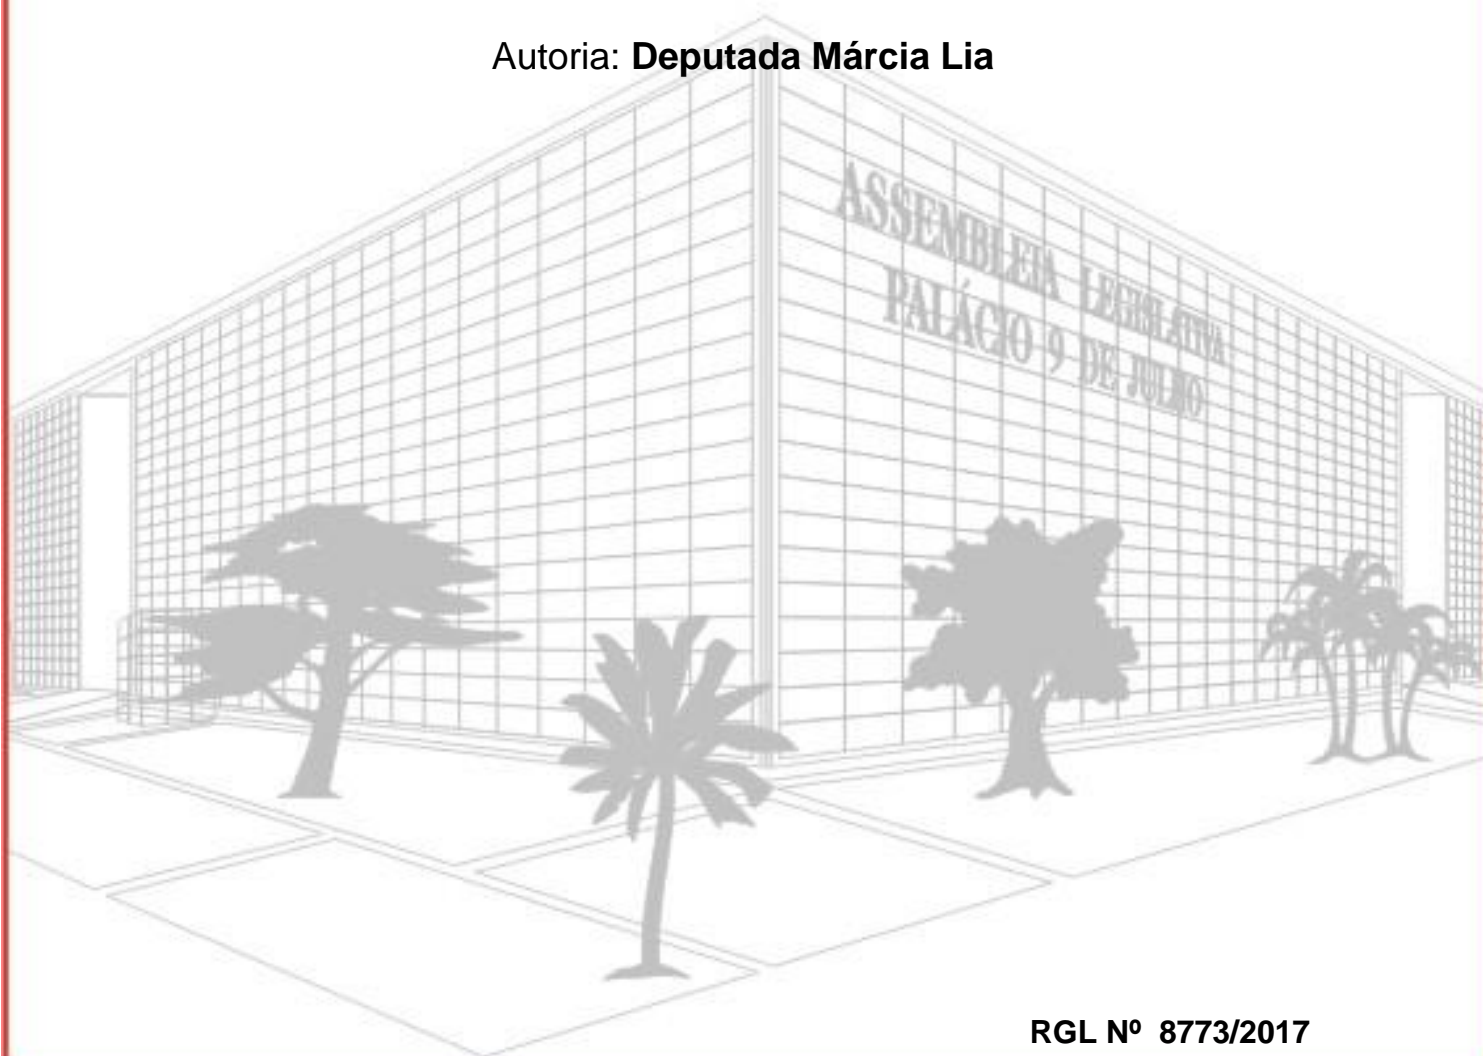 Autoria: Deputada Márcia Lia
ASSEMBLEIA LEGISLATIVA
PALÁCIO 9 DE JULHO
RGL Nº 8773/2017